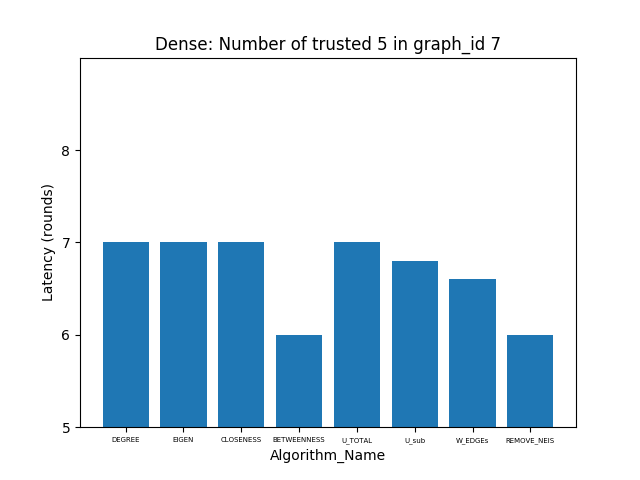 Dense: Number of trusted 5 in graph_id 7
Latency (rounds)
8
7
6
5
DEGREE EIGEN CLOSENESS BETWEENNESS U_TOTAL U_sub W_EDGEs REMOVE_NEIS
Algorithm_Name